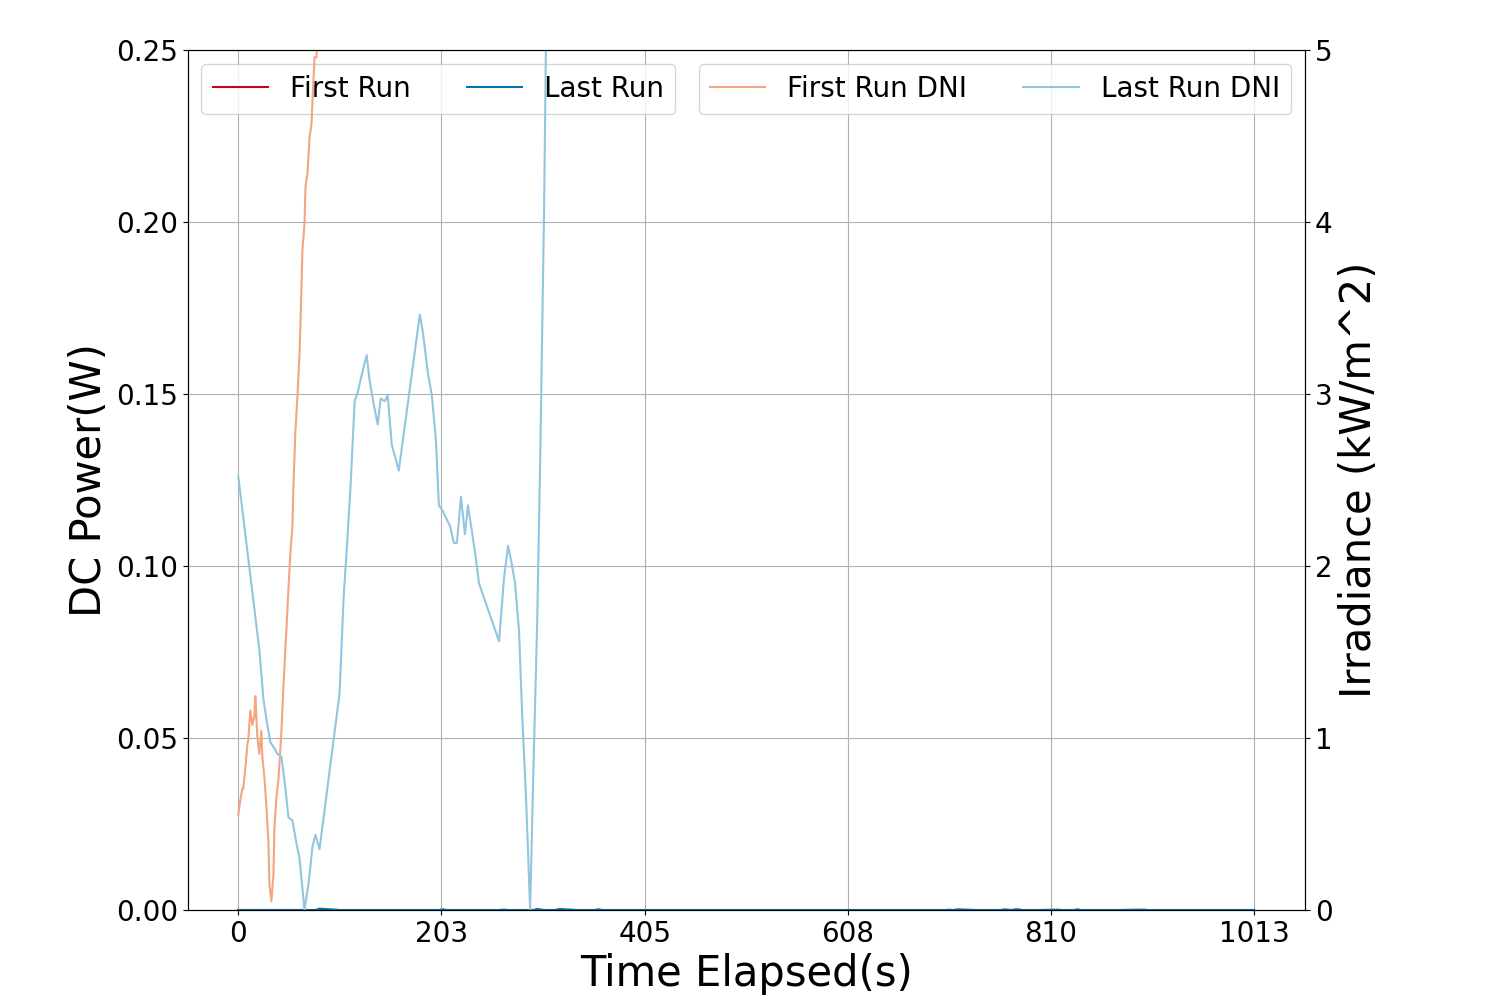 First Run
Last Run
First Run DNI
Last Run DNI
DC Power(W)
0.25
0.20
0.15
0.10
0.05
0.00
5
4
3
2
1
0
Irradiance (kW/m^2)
0
203
405
608
810
1013
Time Elapsed(s)